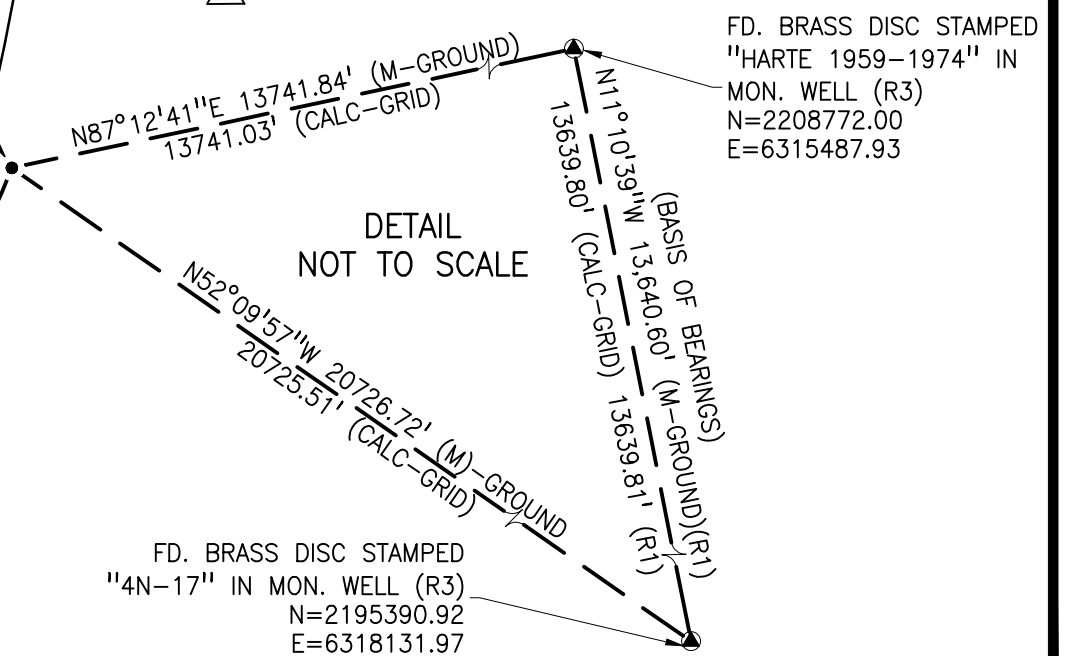 FD. BRASS DISC STAMPED
"HARTE 1959-1974" IN
MON. WELL (R3)
N=2208772.00
E=6315487.93
N87°12'41"E 13741.84' (M-GROUND)
13741.03' (CALC-GRID)
DETAIL
NOT TO SCALE
(BASIS OF BEARINGS)
N11°10'39"W 13,640.60' (M-GROUND)(R1)
13639.80' (CALC-GRID) 13639.81' (R1)
N52°09'57"W 20726.72' (M)-GROUND
20725.51' (CALC-GRID)
FD. BRASS DISC STAMPED
"4N-17" IN MON. WELL (R3)
N=2195390.92
E=6318131.97